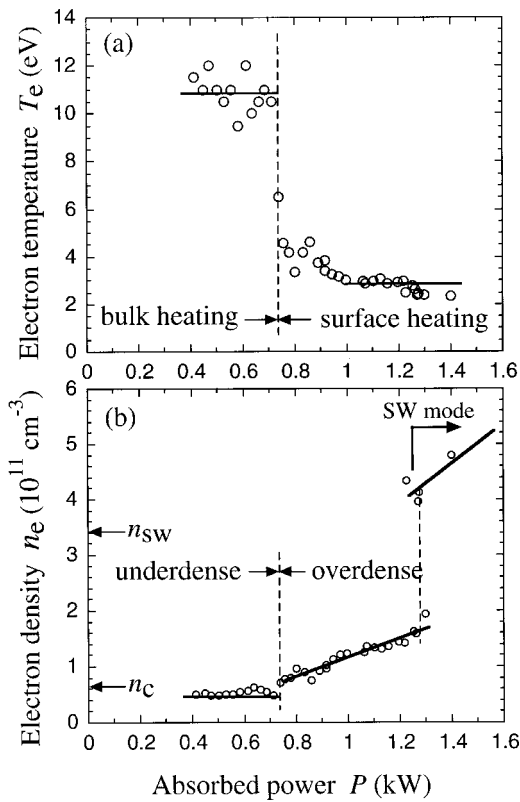 (a)
Electron temperature Te (eV)
14
12
10
8
6
4
2
0
bulk heating
surface heating
0 0.2 0.4 0.6 0.8 1.0 1.2 1.4 1.6
(b)
Electron density ne (10^11 cm^-3)
6
5
4
3
2
1
0
SW mode
nSW
underdense
overdense
nC
0 0.2 0.4 0.6 0.8 1.0 1.2 1.4 1.6
Absorbed power P (kW)